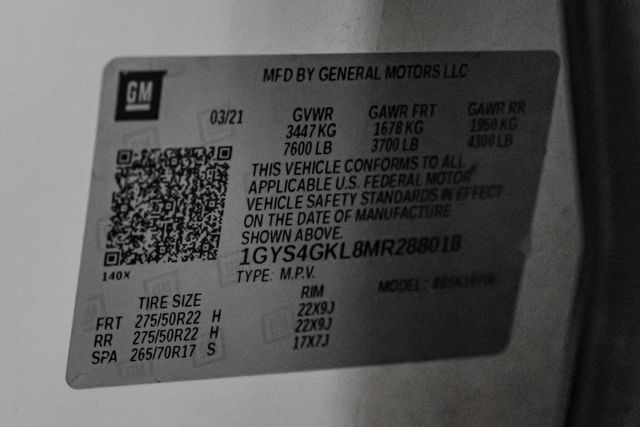 GM
MFD BY GENERAL MOTORS LLC
03/21 GVWR GAWR FRT GAWR RR
3447 KG 1678 KG 1950 KG
7600 LB 3700 LB 4300 LB
THIS VEHICLE CONFORMS TO ALL
APPLICABLE U.S. FEDERAL MOTOR
VEHICLE SAFETY STANDARDS IN EFFECT
ON THE DATE OF MANUFACTURE
SHOWN ABOVE.
1GYS4GKL8MR288018
140X
TYPE: M.P.V. MODEL:
TIRE SIZE RIM
FRT 275/50R22 H 22X9J
RR 275/50R22 H 22X9J
SPA 265/70R17 S 17X7J